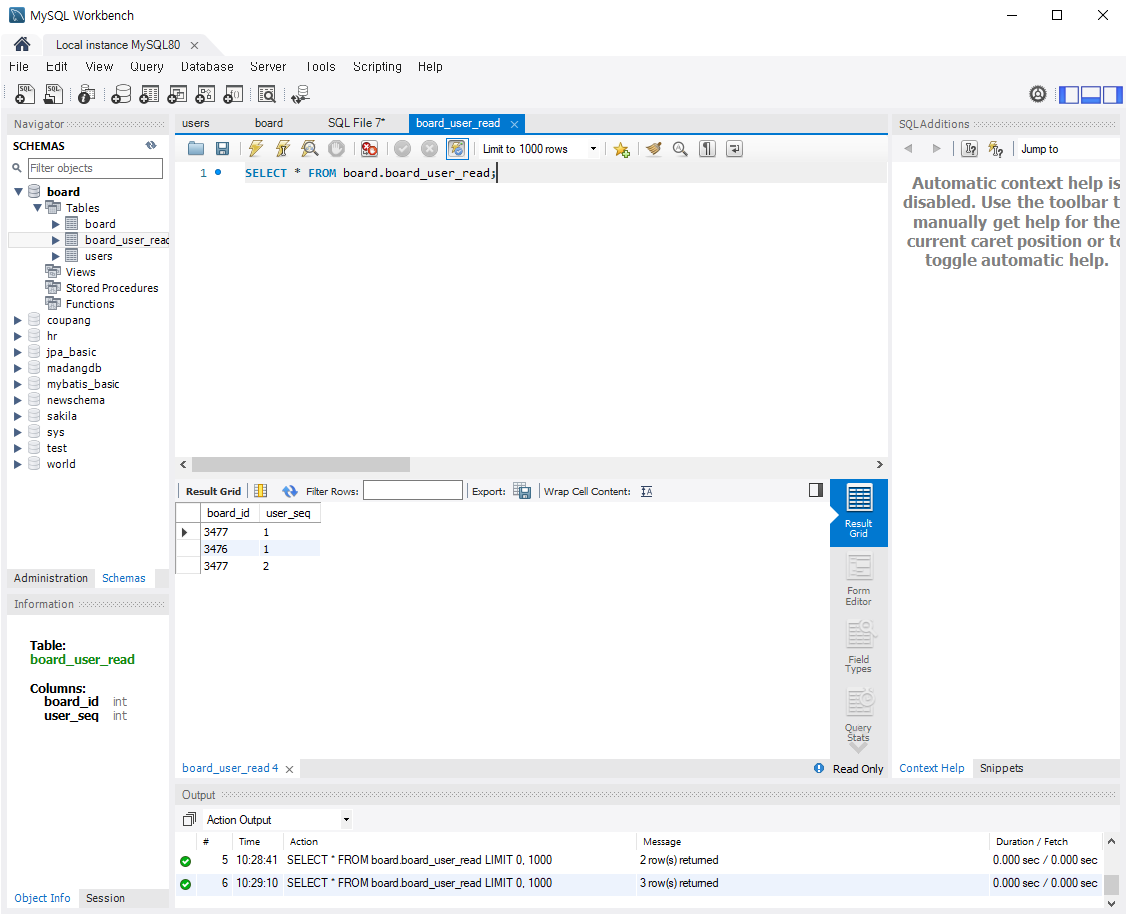 MySQL Workbench
Local instance MySQL80
File Edit View Query Database Server Tools Scripting Help
Navigator
SCHEMAS
Filter objects
board
Tables
board
board_user_read
users
Views
Stored Procedures
Functions
coupang
hr
jpa_basic
madangdb
mybatis_basic
newschema
sakila
sys
test
world
Administration Schemas
Information
Table:
board_user_read
Columns:
board_id int
user_seq int
Object Info Session
users board SQL File 7* board_user_read
Limit to 1000 rows
1 SELECT * FROM board.board_user_read;
Result Grid Filter Rows: Export: Wrap Cell Content:
board_id user_seq
3477 1
3476 1
3477 2
Result
Grid
Form
Editor
Field
Types
Query
Stats
board_user_read 4 Read Only
SQLAdditions
Jump to
Automatic context help is
disabled. Use the toolbar t
manually get help for the
current caret position or to
toggle automatic help.
Context Help Snippets
Output
Action Output
# Time Action Message Duration / Fetch
5 10:28:41 SELECT * FROM board.board_user_read LIMIT 0, 1000 2 row(s) returned 0.000 sec / 0.000 sec
6 10:29:10 SELECT * FROM board.board_user_read LIMIT 0, 1000 3 row(s) returned 0.000 sec / 0.000 sec